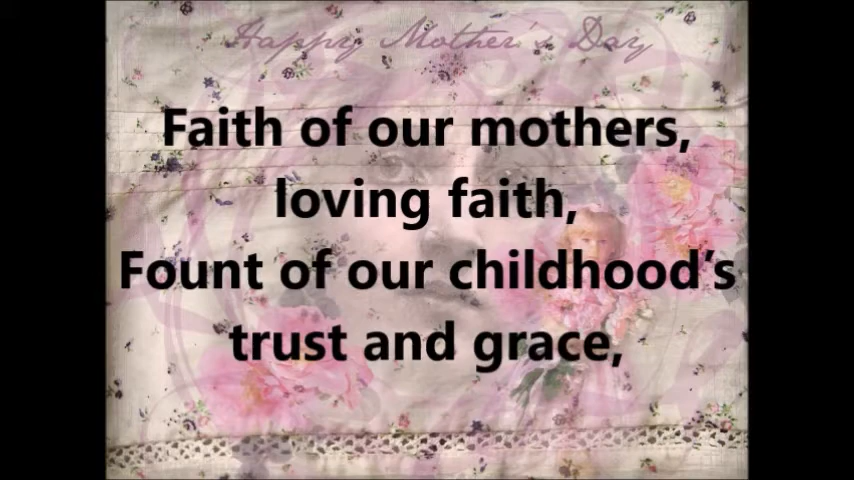 Happy Mother's Day
Faith of our mothers,
loving faith,
Fount of our childhood’s
trust and grace,